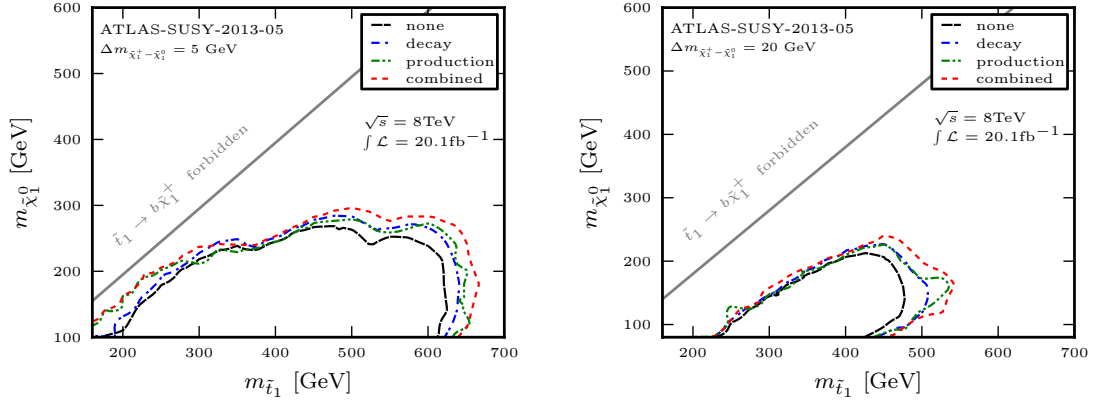 ATLAS-SUSY-2013-05
Δm_{χ̃₁⁺−χ̃₁⁰} = 5 GeV
none
decay
production
combined
√s = 8TeV
∫ ℒ = 20.1fb⁻¹
t̃₁ → bχ̃₁⁺ forbidden
m_{χ̃₁⁰} [GeV]
600
500
400
300
200
100
200 300 400 500 600 700
m_{t̃₁} [GeV]
ATLAS-SUSY-2013-05
Δm_{χ̃₁⁺−χ̃₁⁰} = 20 GeV
none
decay
production
combined
√s = 8TeV
∫ ℒ = 20.1fb⁻¹
t̃₁ → bχ̃₁⁺ forbidden
m_{χ̃₁⁰} [GeV]
600
500
400
300
200
100
200 300 400 500 600 700
m_{t̃₁} [GeV]